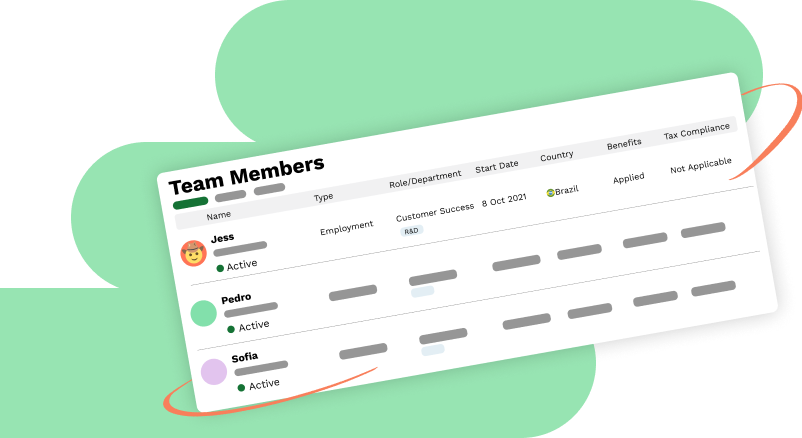 Team Members
Name Type Role/Department Start Date Country Benefits Tax Compliance
Jess Employment Customer Success 8 Oct 2021 Brazil Applied Not Applicable
R&D
Active
Pedro
Active
Sofia
Active